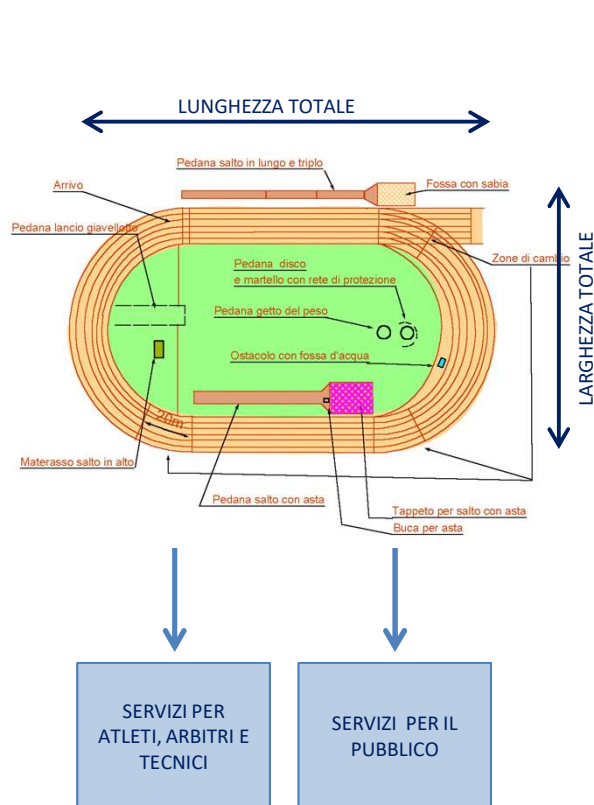 LUNGHEZZA TOTALE
Pedana salto in lungo e triplo
Arrivo
Fossa con sabia
Pedana lancio giavellotto
Zone di cambio
Pedana disco
e martello con rete di protezione
Pedana getto del peso
Ostacolo con fossa d'acqua
LARGHEZZA TOTALE
20m
Materasso salto in alto
Pedana salto con asta
Tappeto per salto con asta
Buca per asta
SERVIZI PER
ATLETI, ARBITRI E
TECNICI
SERVIZI PER IL
PUBBLICO